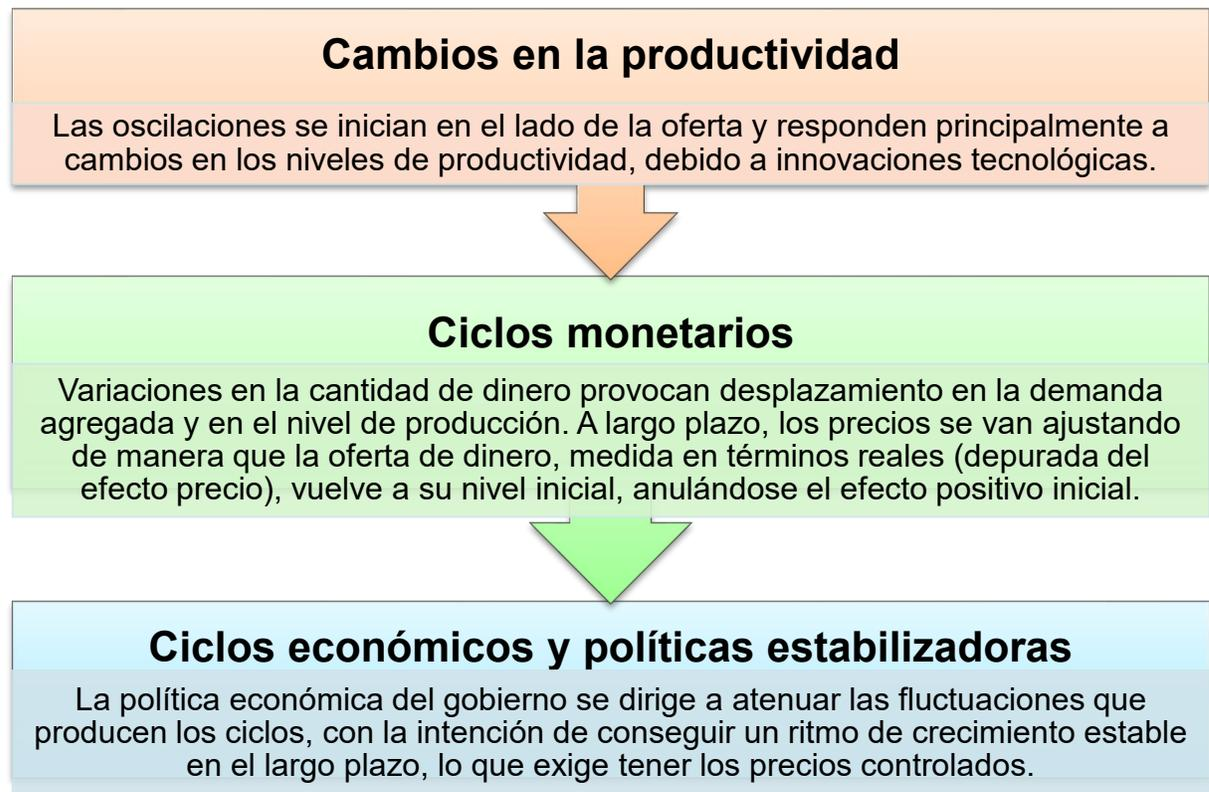 Cambios en la productividad
Las oscilaciones se inician en el lado de la oferta y responden principalmente a
cambios en los niveles de productividad, debido a innovaciones tecnológicas.
Ciclos monetarios
Variaciones en la cantidad de dinero provocan desplazamiento en la demanda
agregada y en el nivel de producción. A largo plazo, los precios se van ajustando
de manera que la oferta de dinero, medida en términos reales (depurada del
efecto precio), vuelve a su nivel inicial, anulándose el efecto positivo inicial.
Ciclos económicos y políticas estabilizadoras
La política económica del gobierno se dirige a atenuar las fluctuaciones que
producen los ciclos, con la intención de conseguir un ritmo de crecimiento estable
en el largo plazo, lo que exige tener los precios controlados.